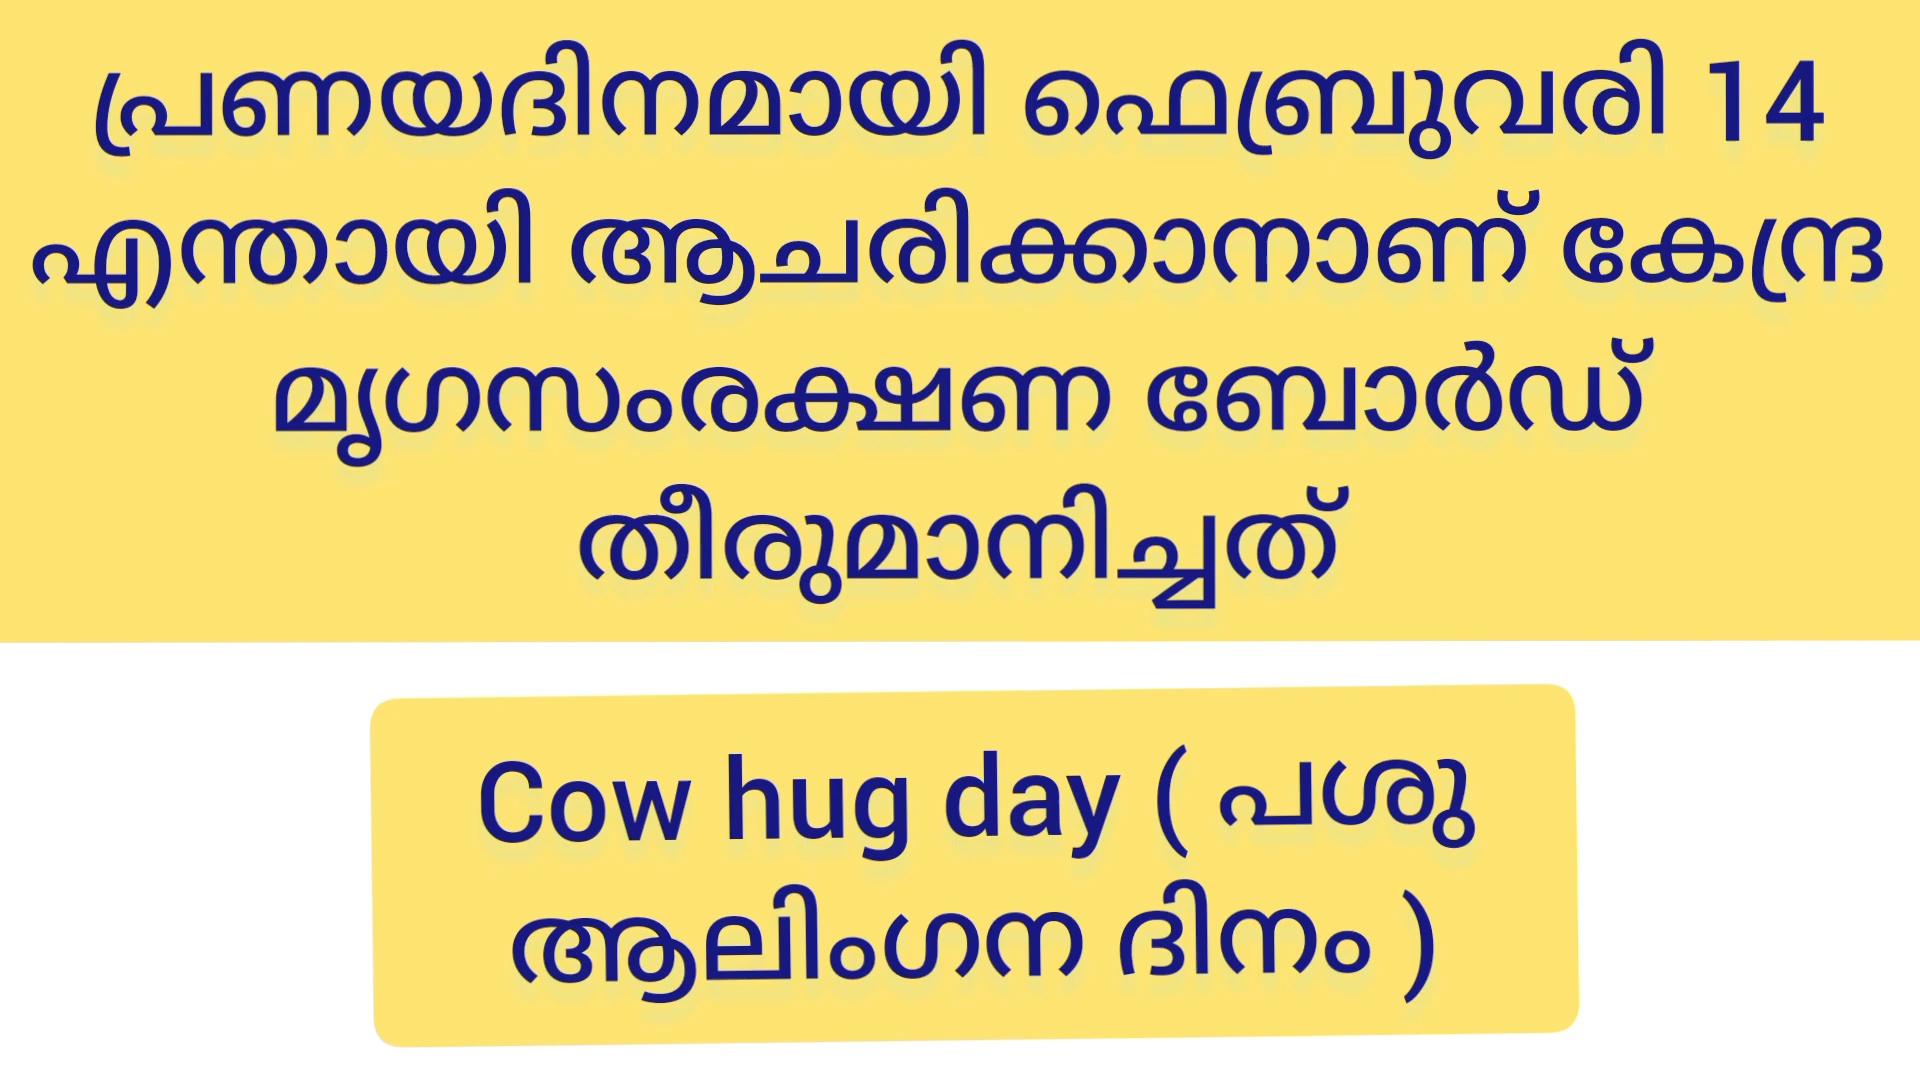 പ്രണയദിനമായി ഫെബ്രുവരി 14
എന്തായി ആചരിക്കാനാണ് കേന്ദ്ര
മൃഗസംരക്ഷണ ബോർഡ്
തീരുമാനിച്ചത്
Cow hug day ( പശു
ആലിംഗന ദിനം )